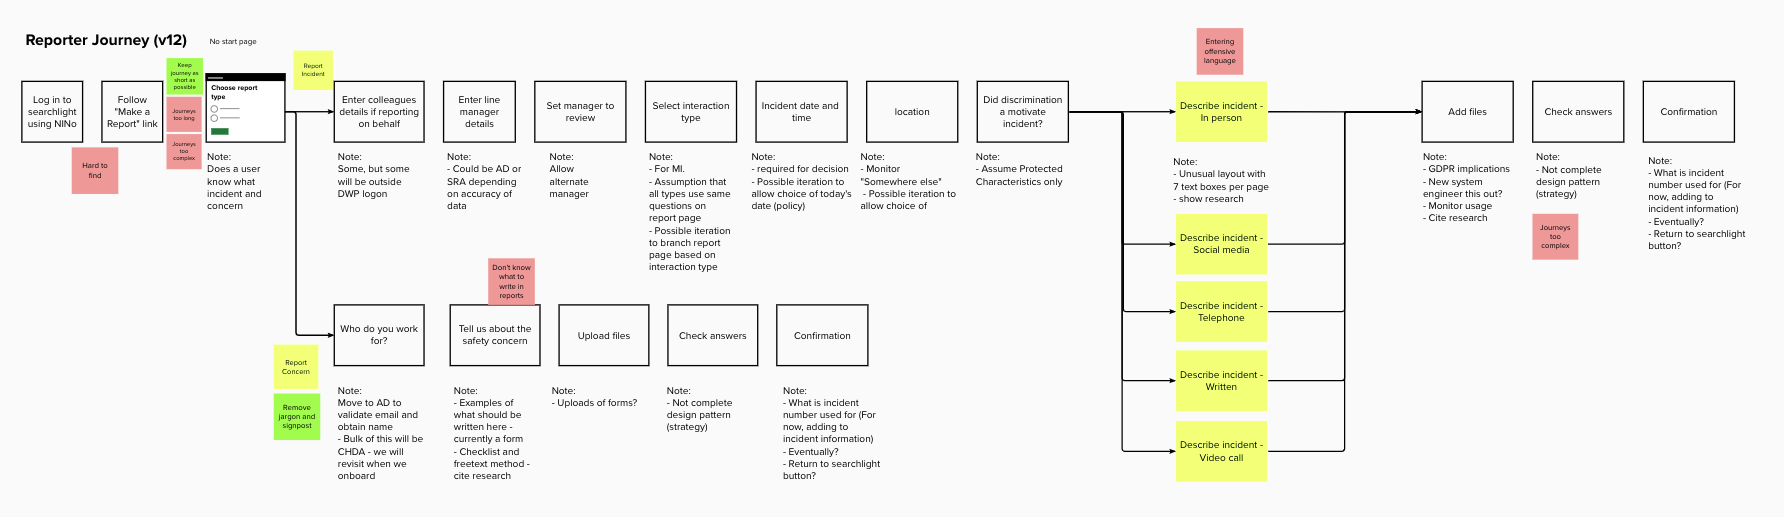 Reporter Journey (v12)
No start page
Keep
journey as
short as
possible
Journeys
too long
Journeys
too
complex
Report
Incident
Entering
offensive
language
Log in to
searchlight
using NINo
Follow
"Make a
Report" link
Choose report
type
Enter colleagues
details if reporting
on behalf
Enter line
manager
details
Set manager to
review
Select interaction
type
Incident date and
time
location
Did discrimination
a motivate
incident?
Describe incident -
In person
Add files
Check answers
Confirmation
Hard to
find
Note:
Does a user
know what
incident and
concern
Note:
Some, but some
will be outside
DWP logon
Note:
- Could be AD or
SRA depending
on accuracy of
data
Note:
Allow
alternate
manager
Note:
- For MI.
- Assumption that
all types use same
questions on
report page
- Possible iteration
to branch report
page based on
interaction type
Note:
- required for decision
- Possible iteration to
allow choice of today's
date (policy)
Note:
- Monitor
"Somewhere else"
- Possible iteration to
allow choice of
Note:
- Assume Protected
Characteristics only
Note:
- Unusual layout with
7 text boxes per page
- show research
Note:
- GDPR implications
- New system
engineer this out?
- Monitor usage
- Cite research
Note:
- Not complete
design pattern
(strategy)
Journeys
too
complex
Note:
- What is incident
number used for (For
now, adding to
incident information)
- Eventually?
- Return to searchlight
button?
Describe incident -
Social media
Describe incident -
Telephone
Describe incident -
Written
Describe incident -
Video call
Don't know
what to
write in
reports
Who do you work
for?
Tell us about the
safety concern
Upload files
Check answers
Confirmation
Report
Concern
Remove
jargon and
signpost
Note:
Move to AD to
validate email and
obtain name
- Bulk of this will be
CHDA - we will
revisit when we
onboard
Note:
- Examples of
what should be
written here -
currently a form
- Checklist and
freetext method -
cite research
Note:
- Uploads of forms?
Note:
- Not complete
design pattern
(strategy)
Note:
- What is incident
number used for (For
now, adding to
incident information)
- Eventually?
- Return to searchlight
button?